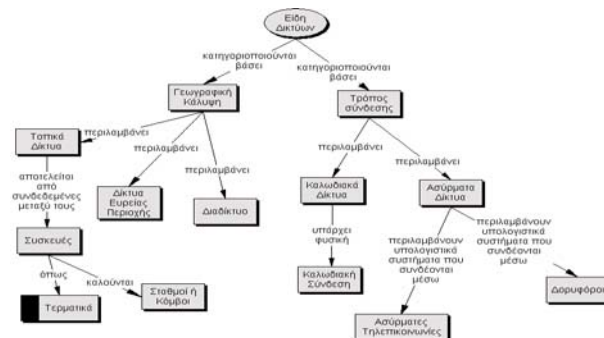 Είδη
Δικτύων
κατηγοριοποιούνται
βάσει
κατηγοριοποιούνται
βάσει
Γεωγραφική
Κάλυψη
Τρόπος
σύνδεσης
περιλαμβάνει
περιλαμβάνει
περιλαμβάνει
περιλαμβάνει
περιλαμβάνει
Τοπικά
Δίκτυα
Δίκτυα
Ευρείας
Περιοχής
Διαδίκτυο
Καλωδιακά
Δίκτυα
Ασύρματα
Δίκτυα
αποτελείται
από
συνδεδεμένες
μεταξύ τους
υπάρχει
φυσική
περιλαμβάνουν
υπολογιστικά
συστήματα που
συνδέονται
μέσω
περιλαμβάνουν
υπολογιστικά
συστήματα που
συνδέονται
μέσω
Συσκευές
Καλωδιακή
Σύνδεση
Δορυφόροι
όπως
καλούνται
Τερματικά
Σταθμοί ή
Κόμβοι
Ασύρματες
Τηλεπικοινωνίες